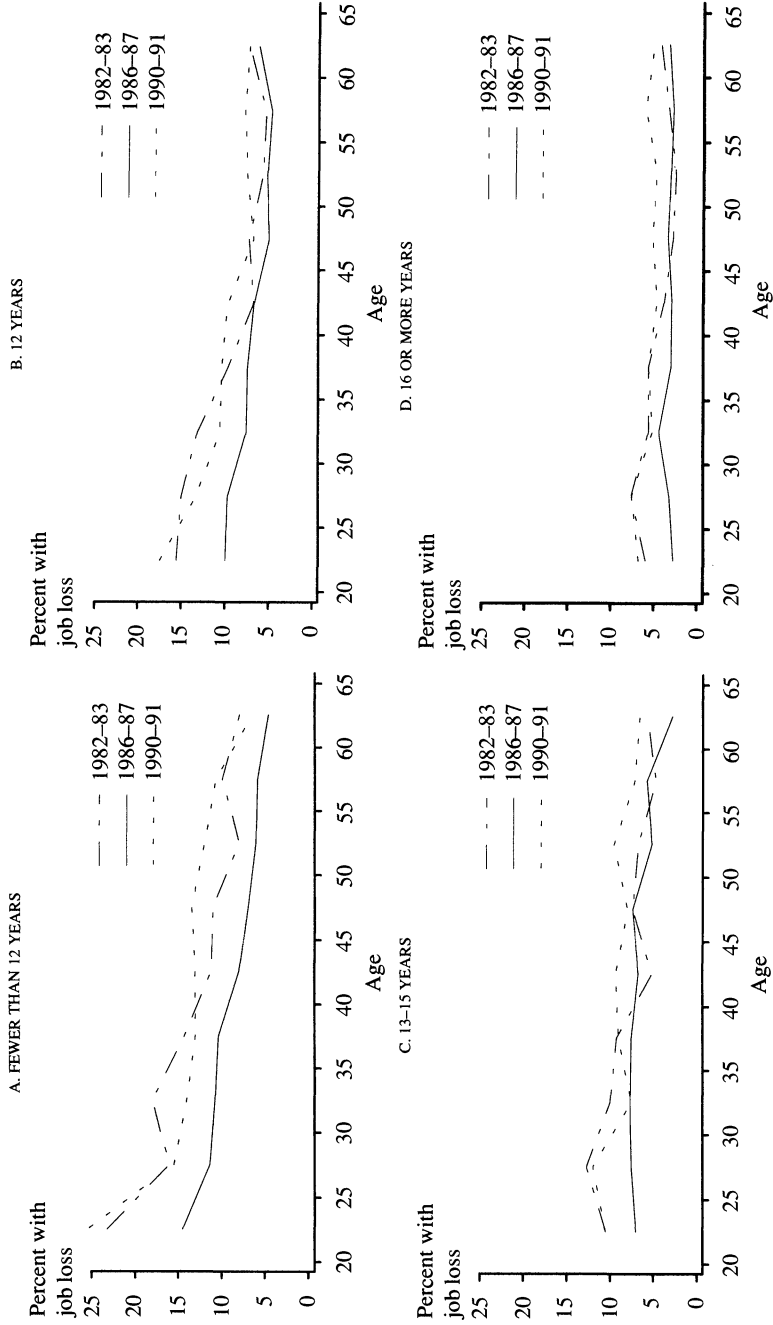 A. FEWER THAN 12 YEARS
Percent with
job loss
25
20
15
10
5
0
1982–83
1986–87
1990–91
20 25 30 35 40 45 50 55 60 65
Age
B. 12 YEARS
Percent with
job loss
25
20
15
10
5
0
1982–83
1986–87
1990–91
20 25 30 35 40 45 50 55 60 65
Age
C. 13–15 YEARS
Percent with
job loss
25
20
15
10
5
0
1982–83
1986–87
1990–91
20 25 30 35 40 45 50 55 60 65
Age
D. 16 OR MORE YEARS
Percent with
job loss
25
20
15
10
5
0
1982–83
1986–87
1990–91
20 25 30 35 40 45 50 55 60 65
Age